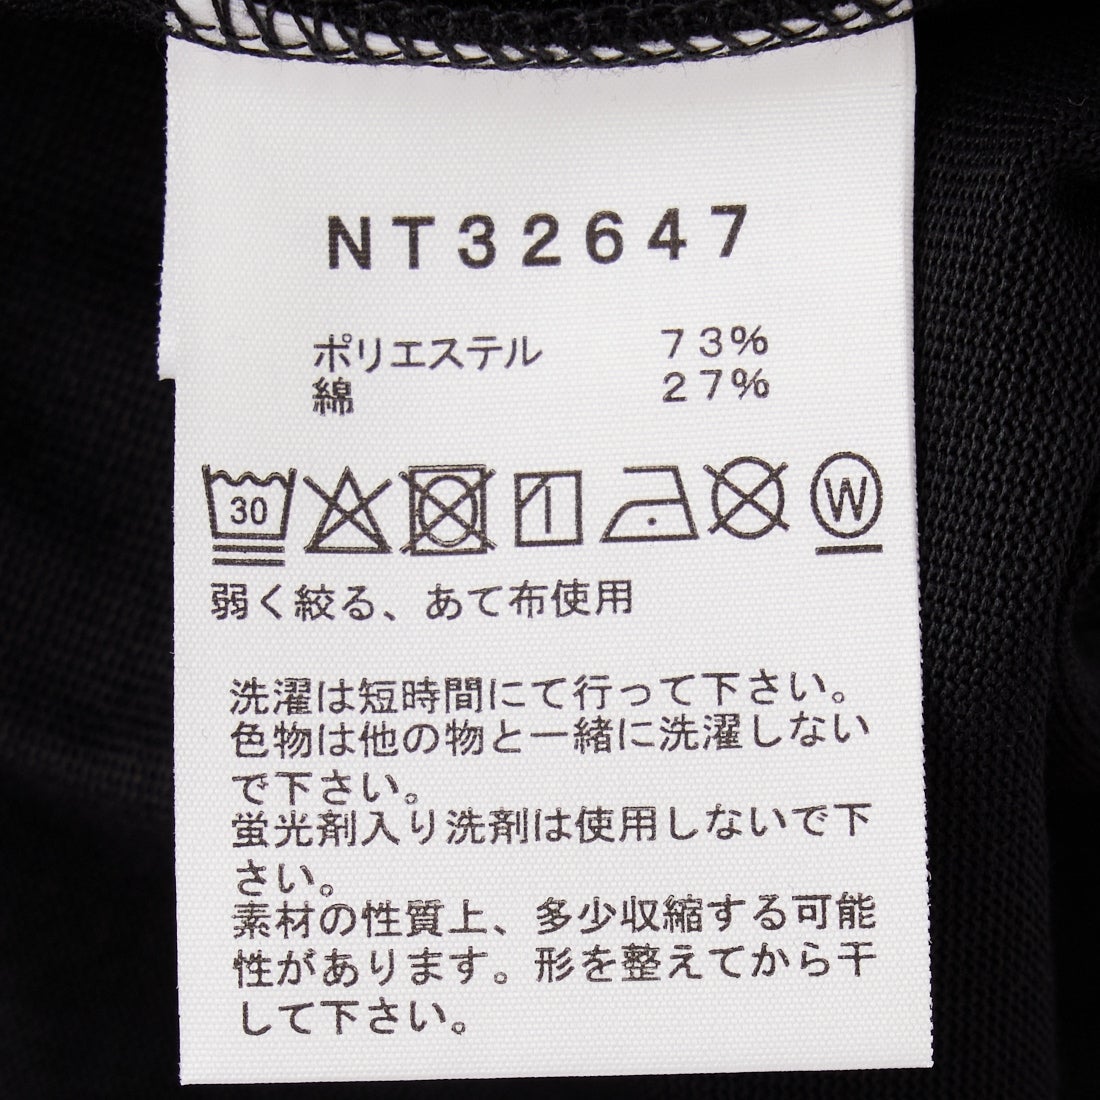 NT32647
ポリエステル 73%
綿 27%
30 W
弱く絞る、あて布使用
洗濯は短時間にて行って下さい。
色物は他の物と一緒に洗濯しない
で下さい。
蛍光剤入り洗剤は使用しないで下
さい。
素材の性質上、多少収縮する可能
性があります。形を整えてから干
して下さい。